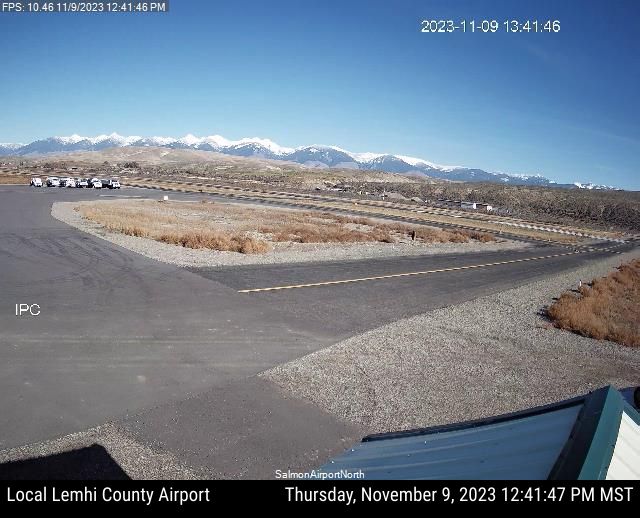 FPS: 10.46 11/9/2023 12:41:46 PM
2023-11-09 13:41:46
IPC
SalmonAirportNorth
Local Lemhi County Airport Thursday, November 9, 2023 12:41:47 PM MST